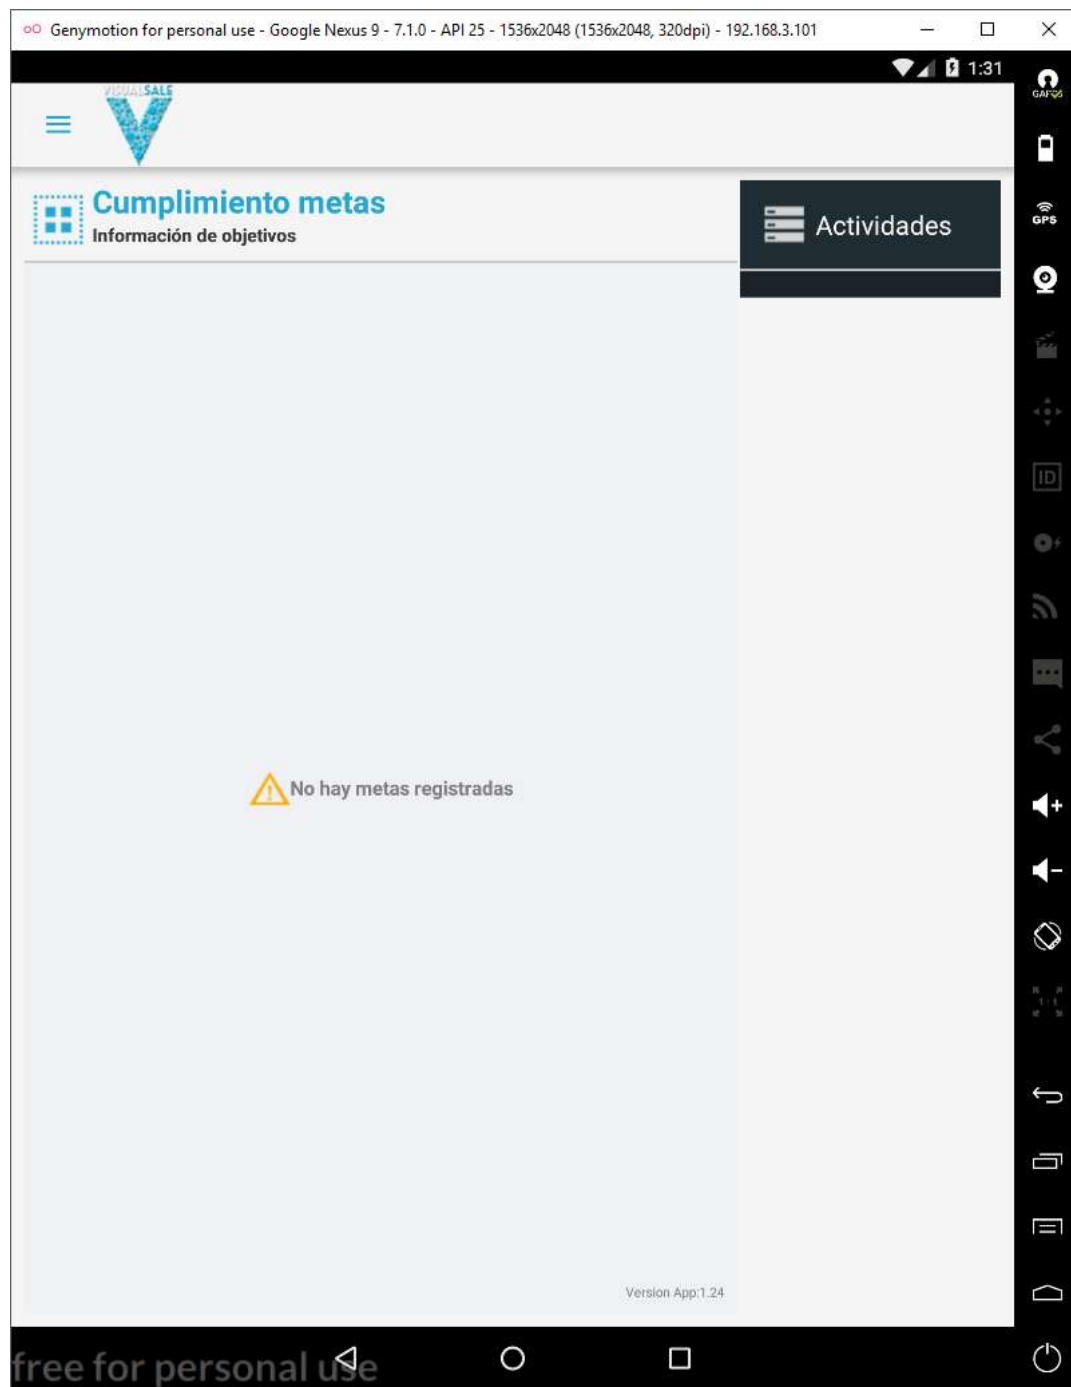 Genymotion for personal use - Google Nexus 9 - 7.1.0 - API 25 - 1536x2048 (1536x2048, 320dpi) - 192.168.3.101
1:31
VISUALSALE
Cumplimiento metas
Información de objetivos
Actividades
GPS
ID
No hay metas registradas
1:1
Version App:1.24
free for personal use